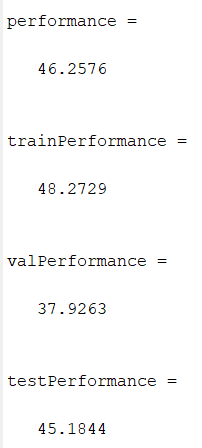 performance =
46.2576
trainPerformance =
48.2729
valPerformance =
37.9263
testPerformance =
45.1844